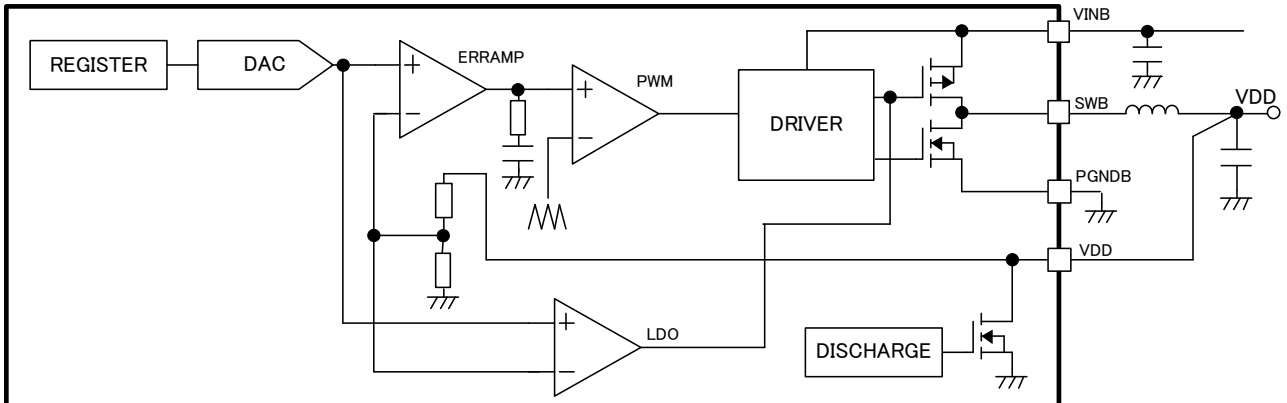 VINB
REGISTER
DAC
+
−
ERRAMP
+
−
PWM
DRIVER
SWB
VDD
PGNDB
VDD
+
−
LDO
DISCHARGE